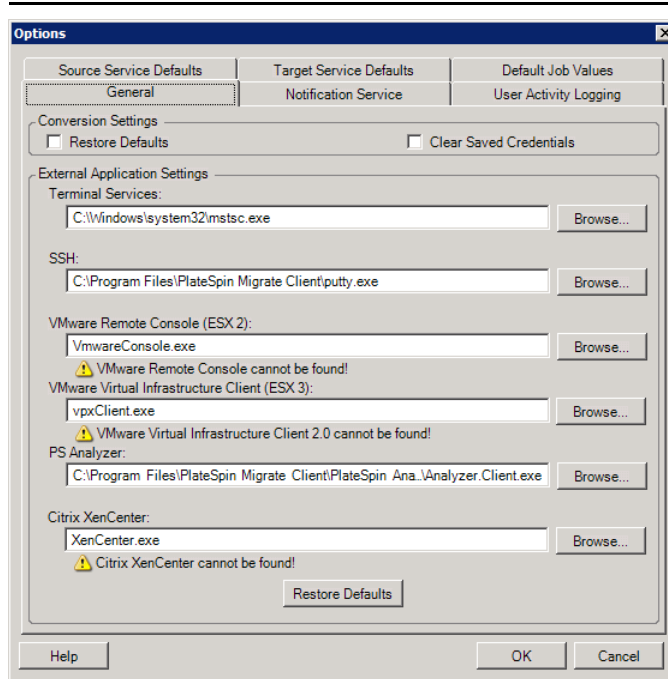 Options
Source Service Defaults
Target Service Defaults
Default Job Values
General
Notification Service
User Activity Logging
Conversion Settings
Restore Defaults
Clear Saved Credentials
External Application Settings
Terminal Services:
C:\Windows\system32\mstsc.exe
Browse...
SSH:
C:\Program Files\PlateSpin Migrate Client\putty.exe
Browse...
VMware Remote Console (ESX 2):
VmwareConsole.exe
Browse...
VMware Remote Console cannot be found!
VMware Virtual Infrastructure Client (ESX 3):
vpxClient.exe
Browse...
VMware Virtual Infrastructure Client 2.0 cannot be found!
PS Analyzer:
C:\Program Files\PlateSpin Migrate Client\PlateSpin Ana..\Analyzer.Client.exe
Browse...
Citrix XenCenter:
XenCenter.exe
Browse...
Citrix XenCenter cannot be found!
Restore Defaults
Help
OK
Cancel